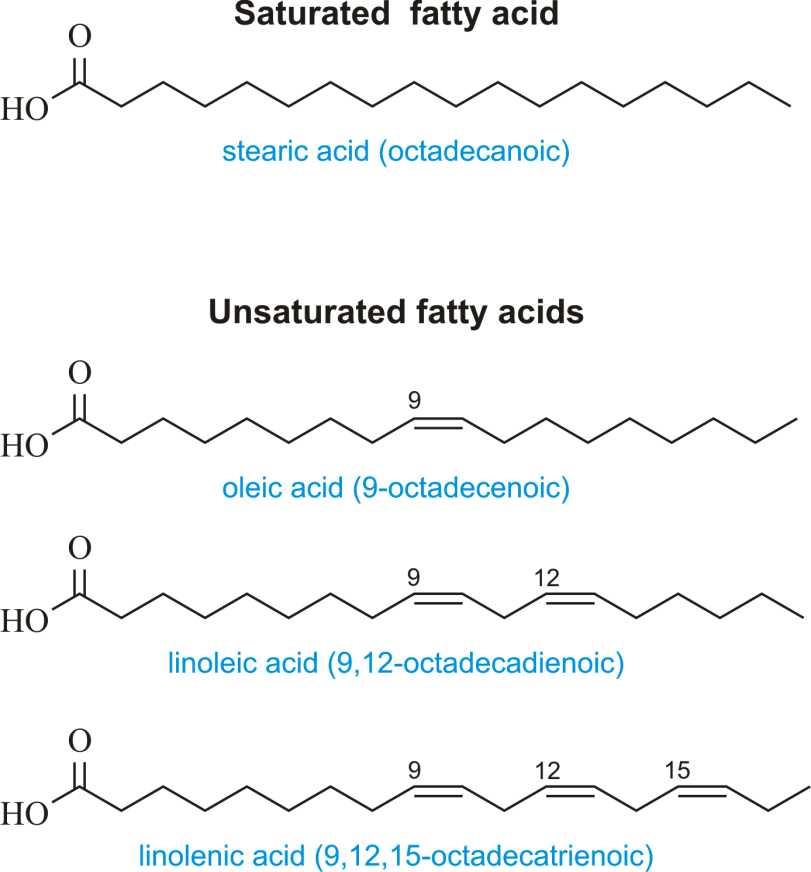 Saturated fatty acid
O
HO
stearic acid (octadecanoic)
Unsaturated fatty acids
O
9
HO
oleic acid (9-octadecenoic)
O
9 12
HO
linoleic acid (9,12-octadecadienoic)
O
9 12 15
HO
linolenic acid (9,12,15-octadecatrienoic)